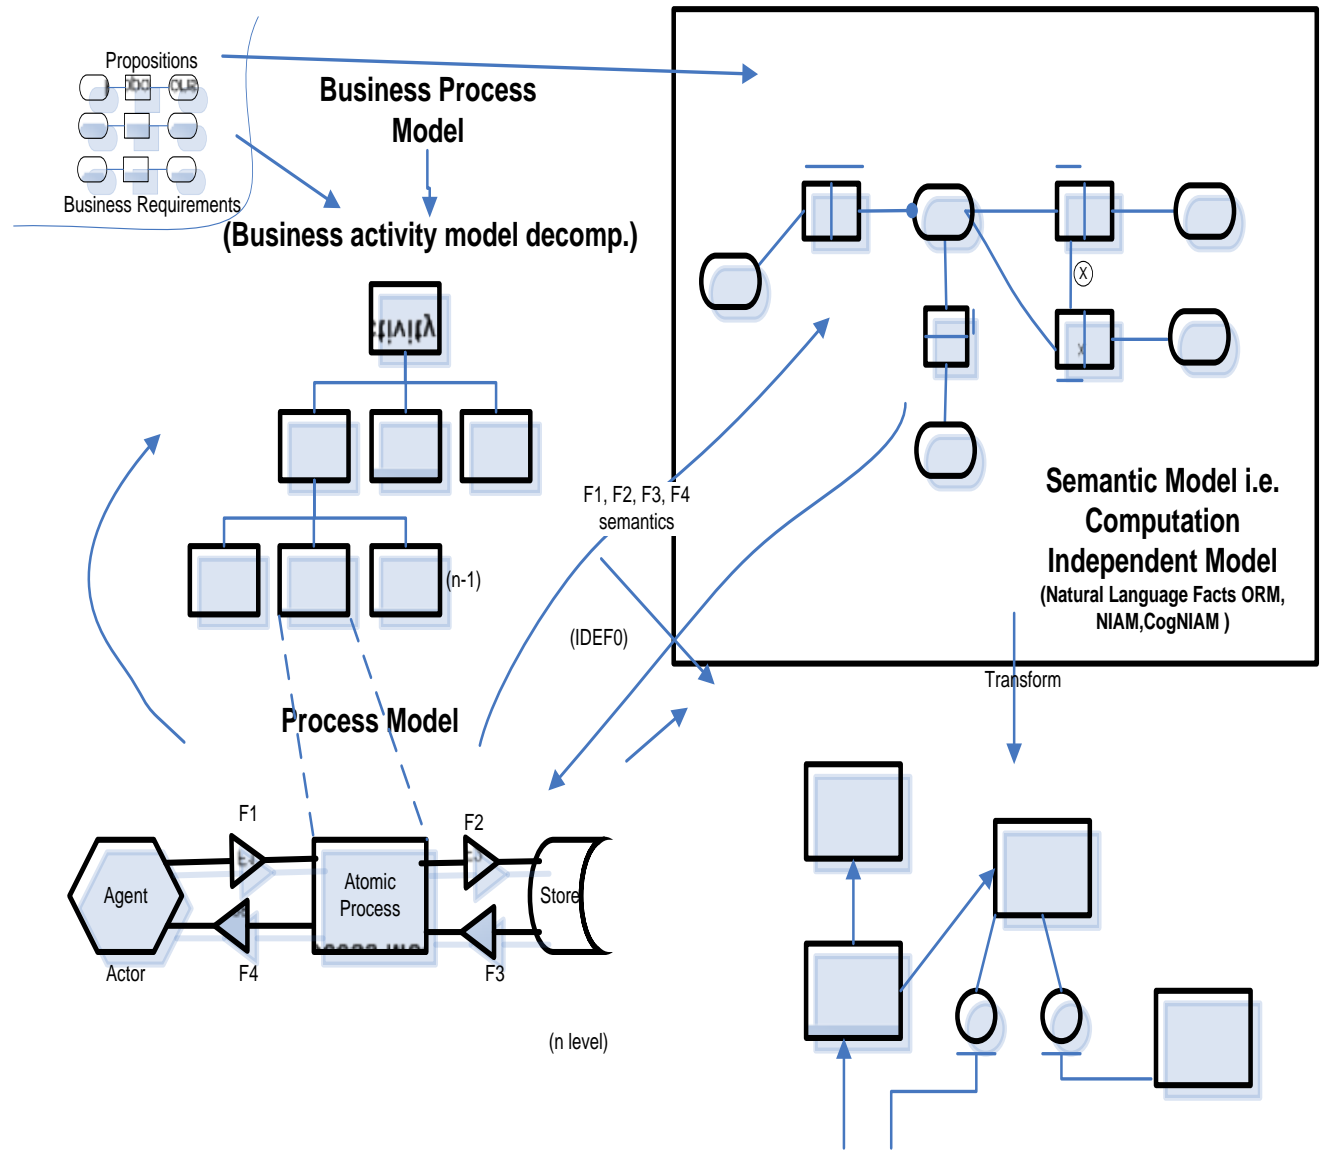 Propositions
Business Requirements
Business Process
Model
(Business activity model decomp.)
(n-1)
F1, F2, F3, F4
semantics
(IDEF0)
X
x
Semantic Model i.e.
Computation
Independent Model
(Natural Language Facts ORM,
NIAM,CogNIAM )
Transform
Process Model
F1
F2
Agent
Atomic
Process
Store
Actor
F4
F3
(n level)